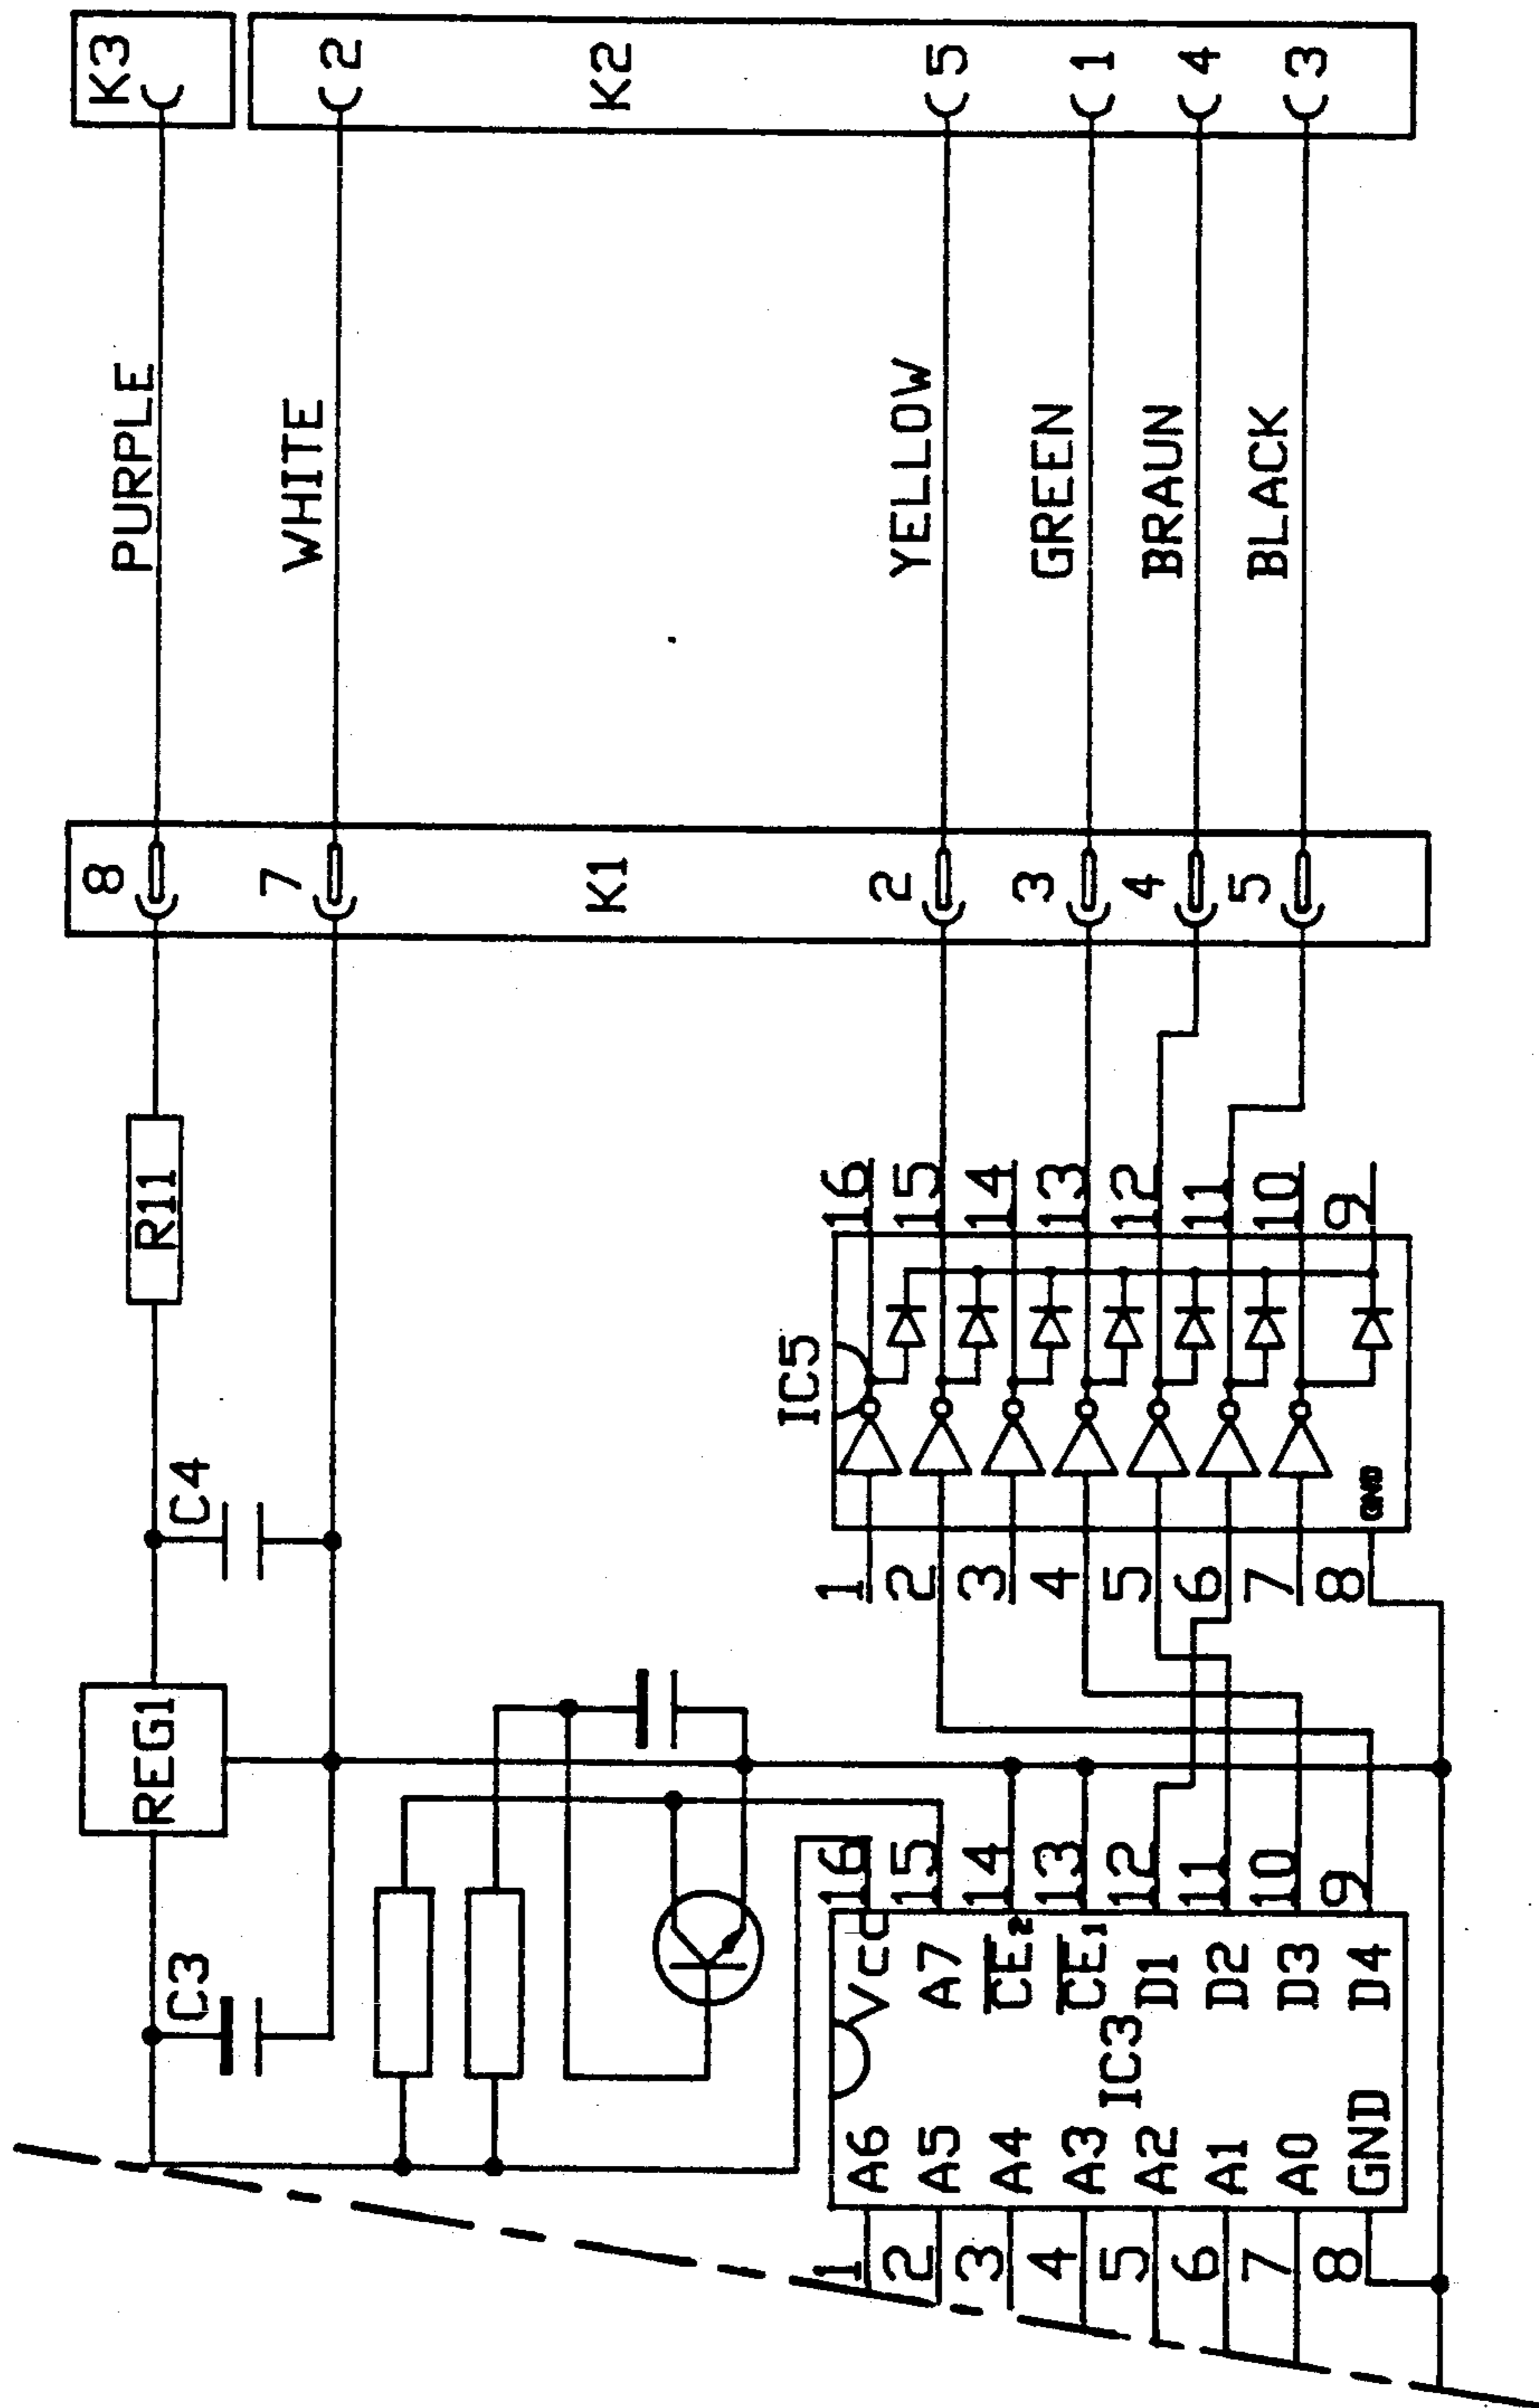 K3
2
K2
5
1
4
3
PURPLE
WHITE
YELLOW
GREEN
BRAUN
BLACK
8
7
K1
2
3
4
5
R11
16
15
14
13
12
11
10
9
IC5
C4
GND
1
2
3
4
5
6
7
8
REG1
C3
16
15
14
13
12
11
10
9
Vcc
A7
CE2
CE1
D1
D2
D3
D4
IC3
A6
A5
A4
A3
A2
A1
A0
GND
1
2
3
4
5
6
7
8